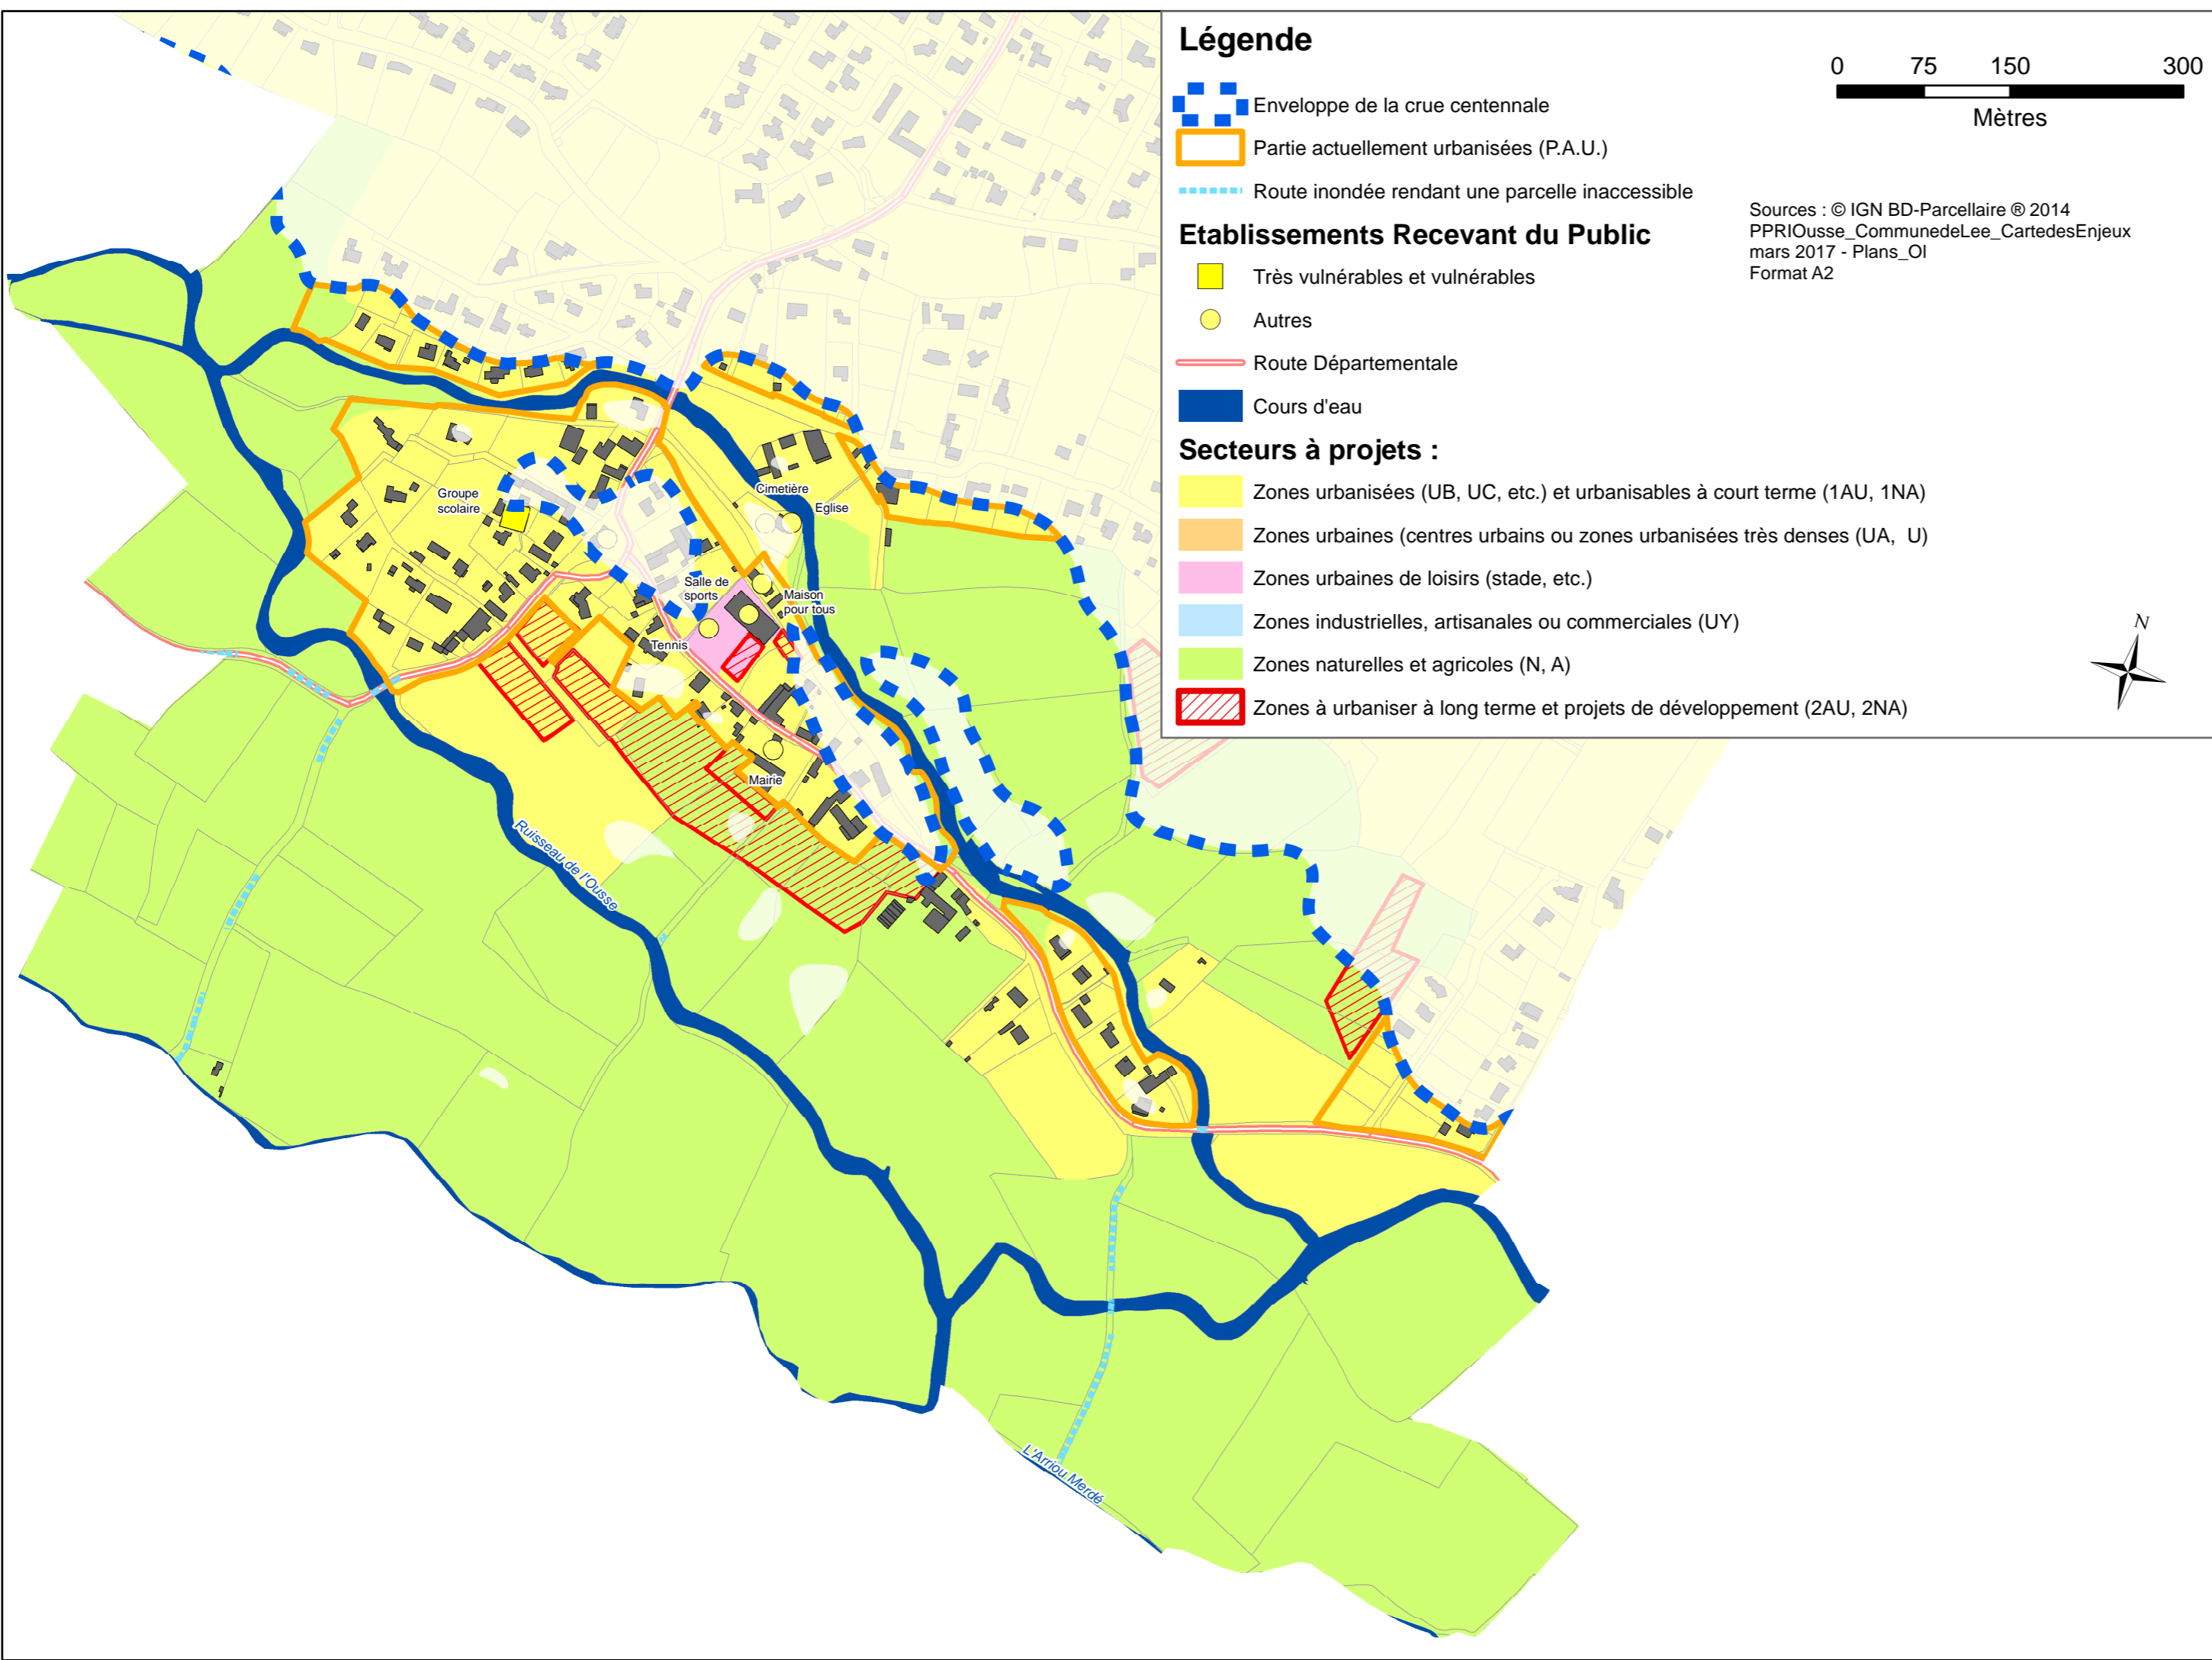 Légende
Enveloppe de la crue centennale
Partie actuellement urbanisées (P.A.U.)
Route inondée rendant une parcelle inaccessible
Etablissements Recevant du Public
Très vulnérables et vulnérables
Autres
Route Départementale
Cours d'eau
Secteurs à projets :
Zones urbanisées (UB, UC, etc.) et urbanisables à court terme (1AU, 1NA)
Zones urbaines (centres urbains ou zones urbanisées très denses (UA, U)
Zones urbaines de loisirs (stade, etc.)
Zones industrielles, artisanales ou commerciales (UY)
Zones naturelles et agricoles (N, A)
Zones à urbaniser à long terme et projets de développement (2AU, 2NA)
0 75 150 300
Mètres
Sources : © IGN BD-Parcellaire ® 2014
PPRIOusse_CommunedeLee_CartedesEnjeux
mars 2017 - Plans_OI
Format A2
N
Groupe
scolaire
Cimetière
Eglise
Salle de
sports
Maison
pour tous
Tennis
Mairie
Ruisseau de l'Ousse
L'Arriou Merdé